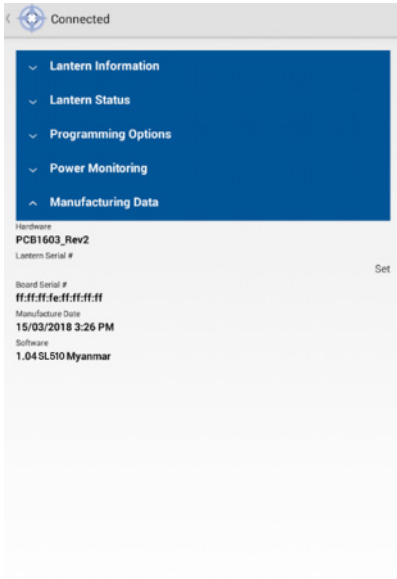 Connected
Lantern Information
Lantern Status
Programming Options
Power Monitoring
Manufacturing Data
Hardware
PCB1603_Rev2
Lantern Serial #
Set
Board Serial #
ff:ff:ff:fe:ff:ff:ff:ff
Manufacture Date
15/03/2018 3:26 PM
Software
1.04 SL510 Myanmar